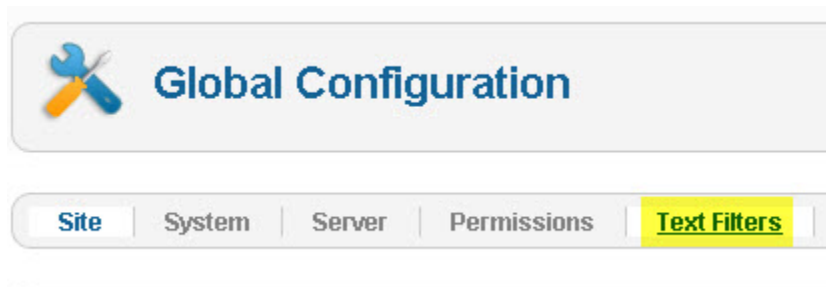 Global Configuration
Site System Server Permissions Text Filters